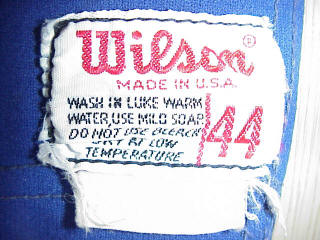 Wilson ®
MADE IN U.S.A.
WASH IN LUKE WARM
WATER, USE MILD SOAP.
DO NOT USE BLEACH
AT LOW
TEMPERATURE
44